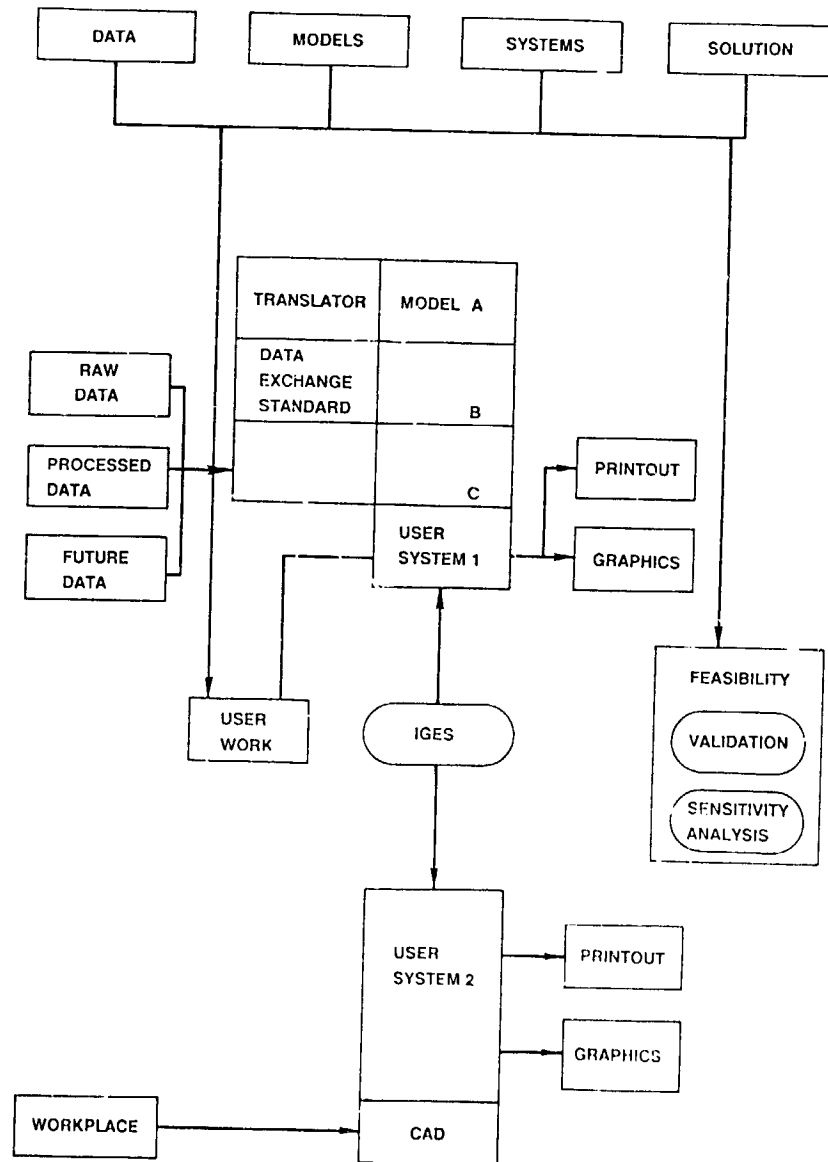 DATA
MODELS
SYSTEMS
SOLUTION
TRANSLATOR
MODEL A
DATA
EXCHANGE
STANDARD
B
C
RAW
DATA
PROCESSED
DATA
FUTURE
DATA
USER
SYSTEM 1
PRINTOUT
GRAPHICS
USER
WORK
IGES
FEASIBILITY
VALIDATION
SENSITIVITY
ANALYSIS
USER
SYSTEM 2
PRINTOUT
GRAPHICS
WORKPLACE
CAD